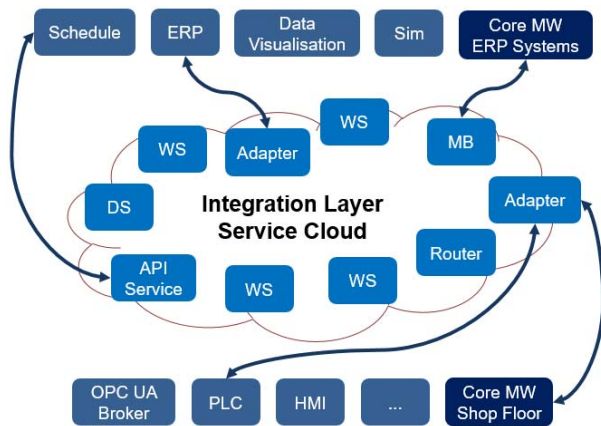 Schedule
ERP
Data
Visualisation
Sim
Core MW
ERP Systems
WS
Adapter
WS
MB
DS
Integration Layer
Service Cloud
Adapter
API
Service
WS
WS
Router
OPC UA
Broker
PLC
HMI
...
Core MW
Shop Floor